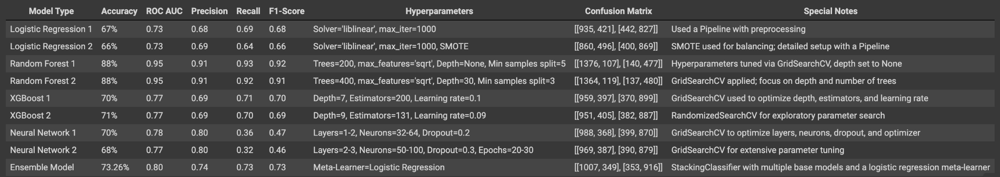 Model Type Accuracy ROC AUC Precision Recall F1-Score Hyperparameters Confusion Matrix Special Notes
Logistic Regression 1 67% 0.73 0.68 0.69 0.68 Solver='liblinear', max_iter=1000 [[935, 421], [442, 827]] Used a Pipeline with preprocessing
Logistic Regression 2 66% 0.73 0.69 0.64 0.66 Solver='liblinear', max_iter=1000, SMOTE [[860, 496], [400, 869]] SMOTE used for balancing; detailed setup with a Pipeline
Random Forest 1 88% 0.95 0.91 0.93 0.92 Trees=200, max_features='sqrt', Depth=None, Min samples split=5 [[1376, 107], [140, 477]] Hyperparameters tuned via GridSearchCV, depth set to None
Random Forest 2 88% 0.95 0.91 0.92 0.91 Trees=400, max_features='sqrt', Depth=30, Min samples split=3 [[1364, 119], [137, 480]] GridSearchCV applied; focus on depth and number of trees
XGBoost 1 70% 0.77 0.69 0.71 0.70 Depth=7, Estimators=200, Learning rate=0.1 [[959, 397], [370, 899]] GridSearchCV used to optimize depth, estimators, and learning rate
XGBoost 2 71% 0.77 0.69 0.70 0.69 Depth=9, Estimators=131, Learning rate=0.09 [[951, 405], [382, 887]] RandomizedSearchCV for exploratory parameter search
Neural Network 1 70% 0.78 0.80 0.36 0.47 Layers=1-2, Neurons=32-64, Dropout=0.2 [[988, 368], [399, 870]] GridSearchCV to optimize layers, neurons, dropout, and optimizer
Neural Network 2 68% 0.77 0.80 0.32 0.46 Layers=2-3, Neurons=50-100, Dropout=0.3, Epochs=20-30 [[969, 387], [390, 879]] GridSearchCV for extensive parameter tuning
Ensemble Model 73.26% 0.80 0.74 0.73 0.73 Meta-Learner=Logistic Regression [[1007, 349], [353, 916]] StackingClassifier with multiple base models and a logistic regression meta-learner